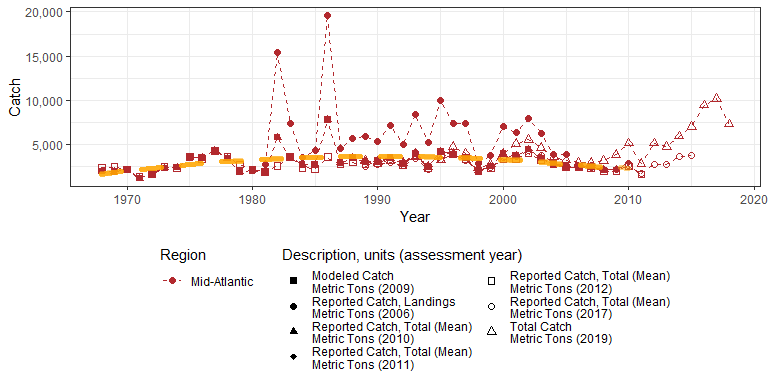 20,000
15,000
10,000
5,000
Catch
1970
1980
1990
2000
2010
2020
Year
Region
Mid-Atlantic
Description, units (assessment year)
Modeled Catch
Metric Tons (2009)
Reported Catch, Landings
Metric Tons (2006)
Reported Catch, Total (Mean)
Metric Tons (2010)
Reported Catch, Total (Mean)
Metric Tons (2011)
Reported Catch, Total (Mean)
Metric Tons (2012)
Reported Catch, Total (Mean)
Metric Tons (2017)
Total Catch
Metric Tons (2019)